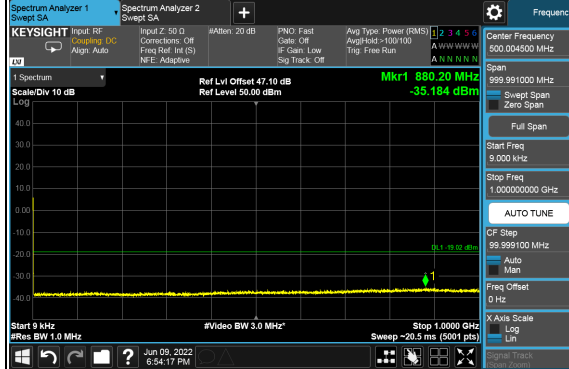 Spectrum Analyzer 1
Swept SA
Spectrum Analyzer 2
Swept SA
+
Frequenc
KEYSIGHT
Input: RF
Coupling: DC
Align: Auto
Input Z: 50 Ω
Corrections: Off
Freq Ref: Int (S)
NFE: Adaptive
#Atten: 20 dB
PNO: Fast
Gate: Off
IF Gain: Low
Sig Track: Off
Avg Type: Power (RMS)
Avg|Hold:>100/100
Trig: Free Run
1 2 3 4 5 6
A W W W W W
A N N N N N
LXI
1 Spectrum
Scale/Div 10 dB
Log
Ref Lvl Offset 47.10 dB
Ref Level 50.00 dBm
Mkr1 880.20 MHz
-35.184 dBm
40.0
30.0
20.0
10.0
0.00
-10.0
-20.0
-30.0
-40.0
DL1 -19.02 dBm
1
Start 9 kHz
#Res BW 1.0 MHz
#Video BW 3.0 MHz*
Stop 1.0000 GHz
Sweep ~20.5 ms (5001 pts)
?
Jun 09, 2022
6:54:17 PM
Center Frequency
500.004500 MHz
Span
999.991000 MHz
Swept Span
Zero Span
Full Span
Start Freq
9.000 kHz
Stop Freq
1.000000000 GHz
AUTO TUNE
CF Step
99.999100 MHz
Auto
Man
Freq Offset
0 Hz
X Axis Scale
Log
Lin
Signal Track
(Span Zoom)